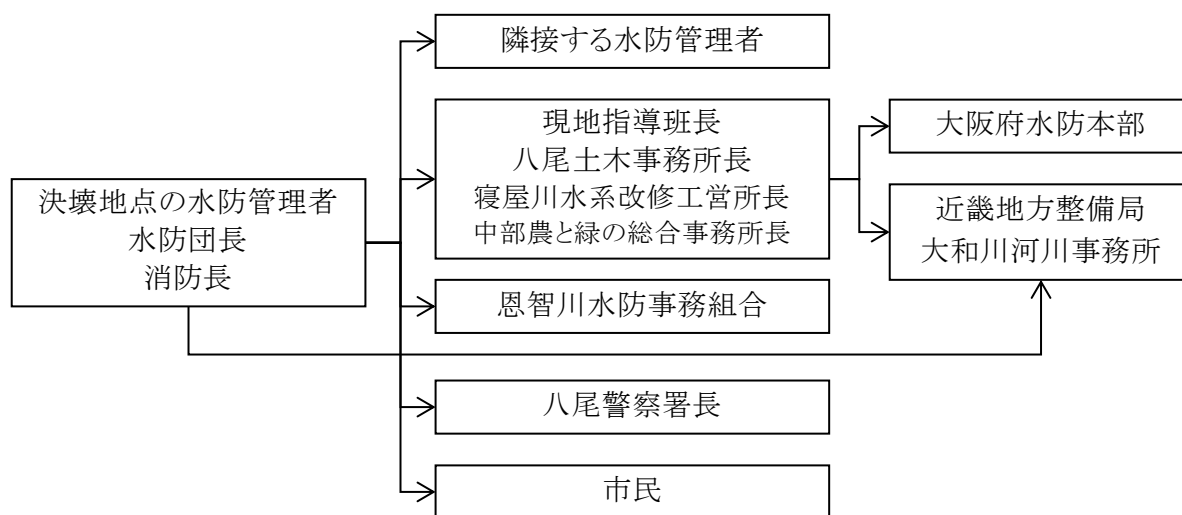 決壊地点の水防管理者
水防団長
消防長
隣接する水防管理者
現地指導班長
八尾土木事務所長
寝屋川水系改修工営所長
中部農と緑の総合事務所長
恩智川水防事務組合
八尾警察署長
市民
大阪府水防本部
近畿地方整備局
大和川河川事務所